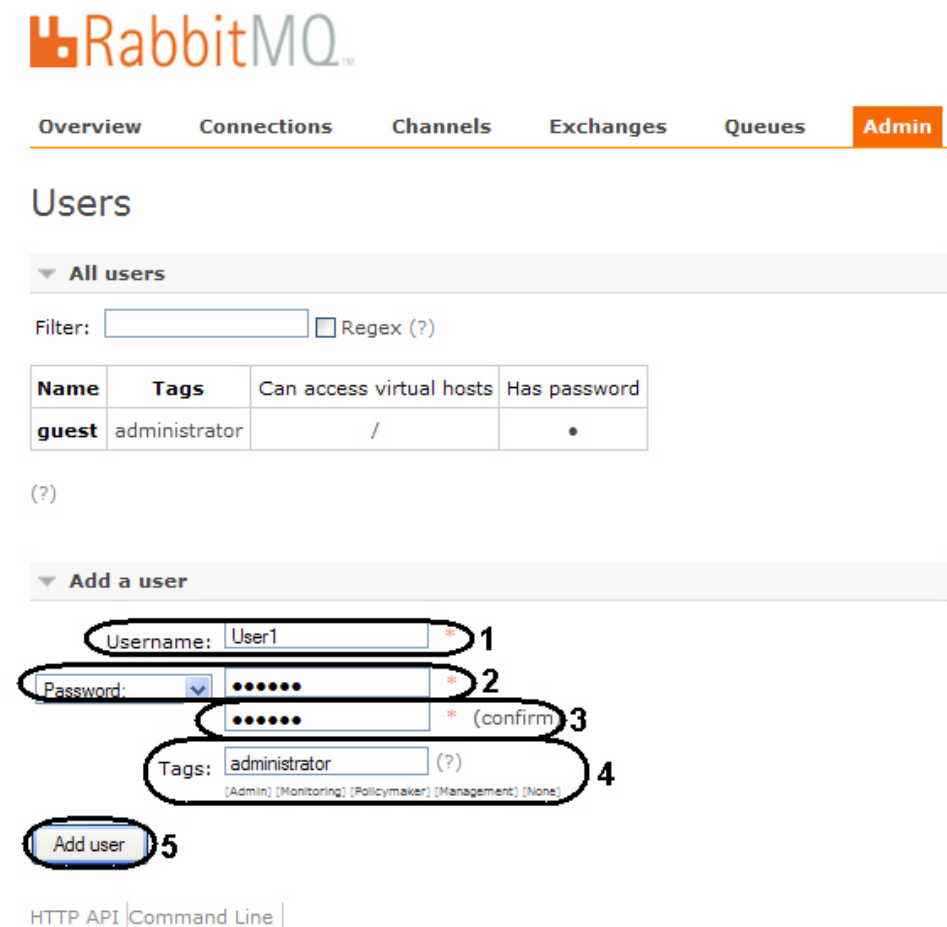 RabbitMQ™
Overview Connections Channels Exchanges Queues Admin
Users
All users
Filter: Regex (?)
Name Tags Can access virtual hosts Has password
guest administrator / •
(?)
Add a user
Username: User1 * 1
Password: •••••• * 2
•••••• * (confirm) 3
Tags: administrator (?) 4
[Admin] [Monitoring] [Policymaker] [Management] [None]
Add user 5
HTTP API Command Line